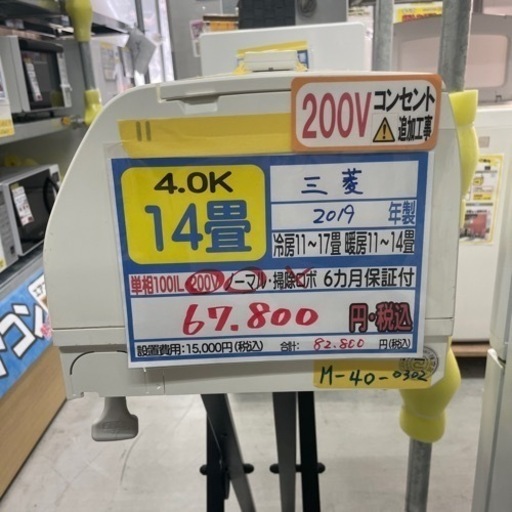 200V コンセント
⚠追加工事
4.0K
14畳
三菱
2019 年製
冷房11〜17畳 暖房11〜14畳
単相100IL 200V ノーマル・掃除ロボ 6カ月保証付
67.800 円・税込
設置費用:15,000円(税込) 合計: 82.800 円(税込)
M-40-0302
コン